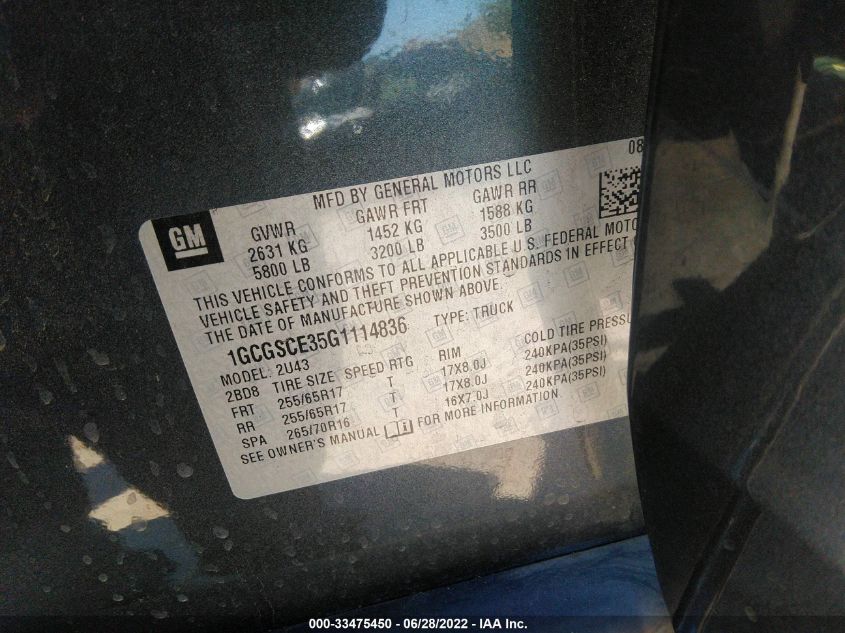 08
MFD BY GENERAL MOTORS LLC
GM
GVWR GAWR FRT GAWR RR
2631 KG 1452 KG 1588 KG
5800 LB 3200 LB 3500 LB
THIS VEHICLE CONFORMS TO ALL APPLICABLE U.S. FEDERAL MOTO
VEHICLE SAFETY AND THEFT PREVENTION STANDARDS IN EFFECT
THE DATE OF MANUFACTURE SHOWN ABOVE.
1GCGSCE35G1114836 TYPE: TRUCK
MODEL: 2U43
2BD8 TIRE SIZE SPEED RTG RIM COLD TIRE PRESSU
FRT 255/65R17 T 17X8.0J 240KPA(35PSI)
RR 255/65R17 T 17X8.0J 240KPA(35PSI)
SPA 265/70R16 T 16X7.0J 240KPA(35PSI)
SEE OWNER'S MANUAL FOR MORE INFORMATION.
000-33475450 - 06/28/2022 - IAA Inc.